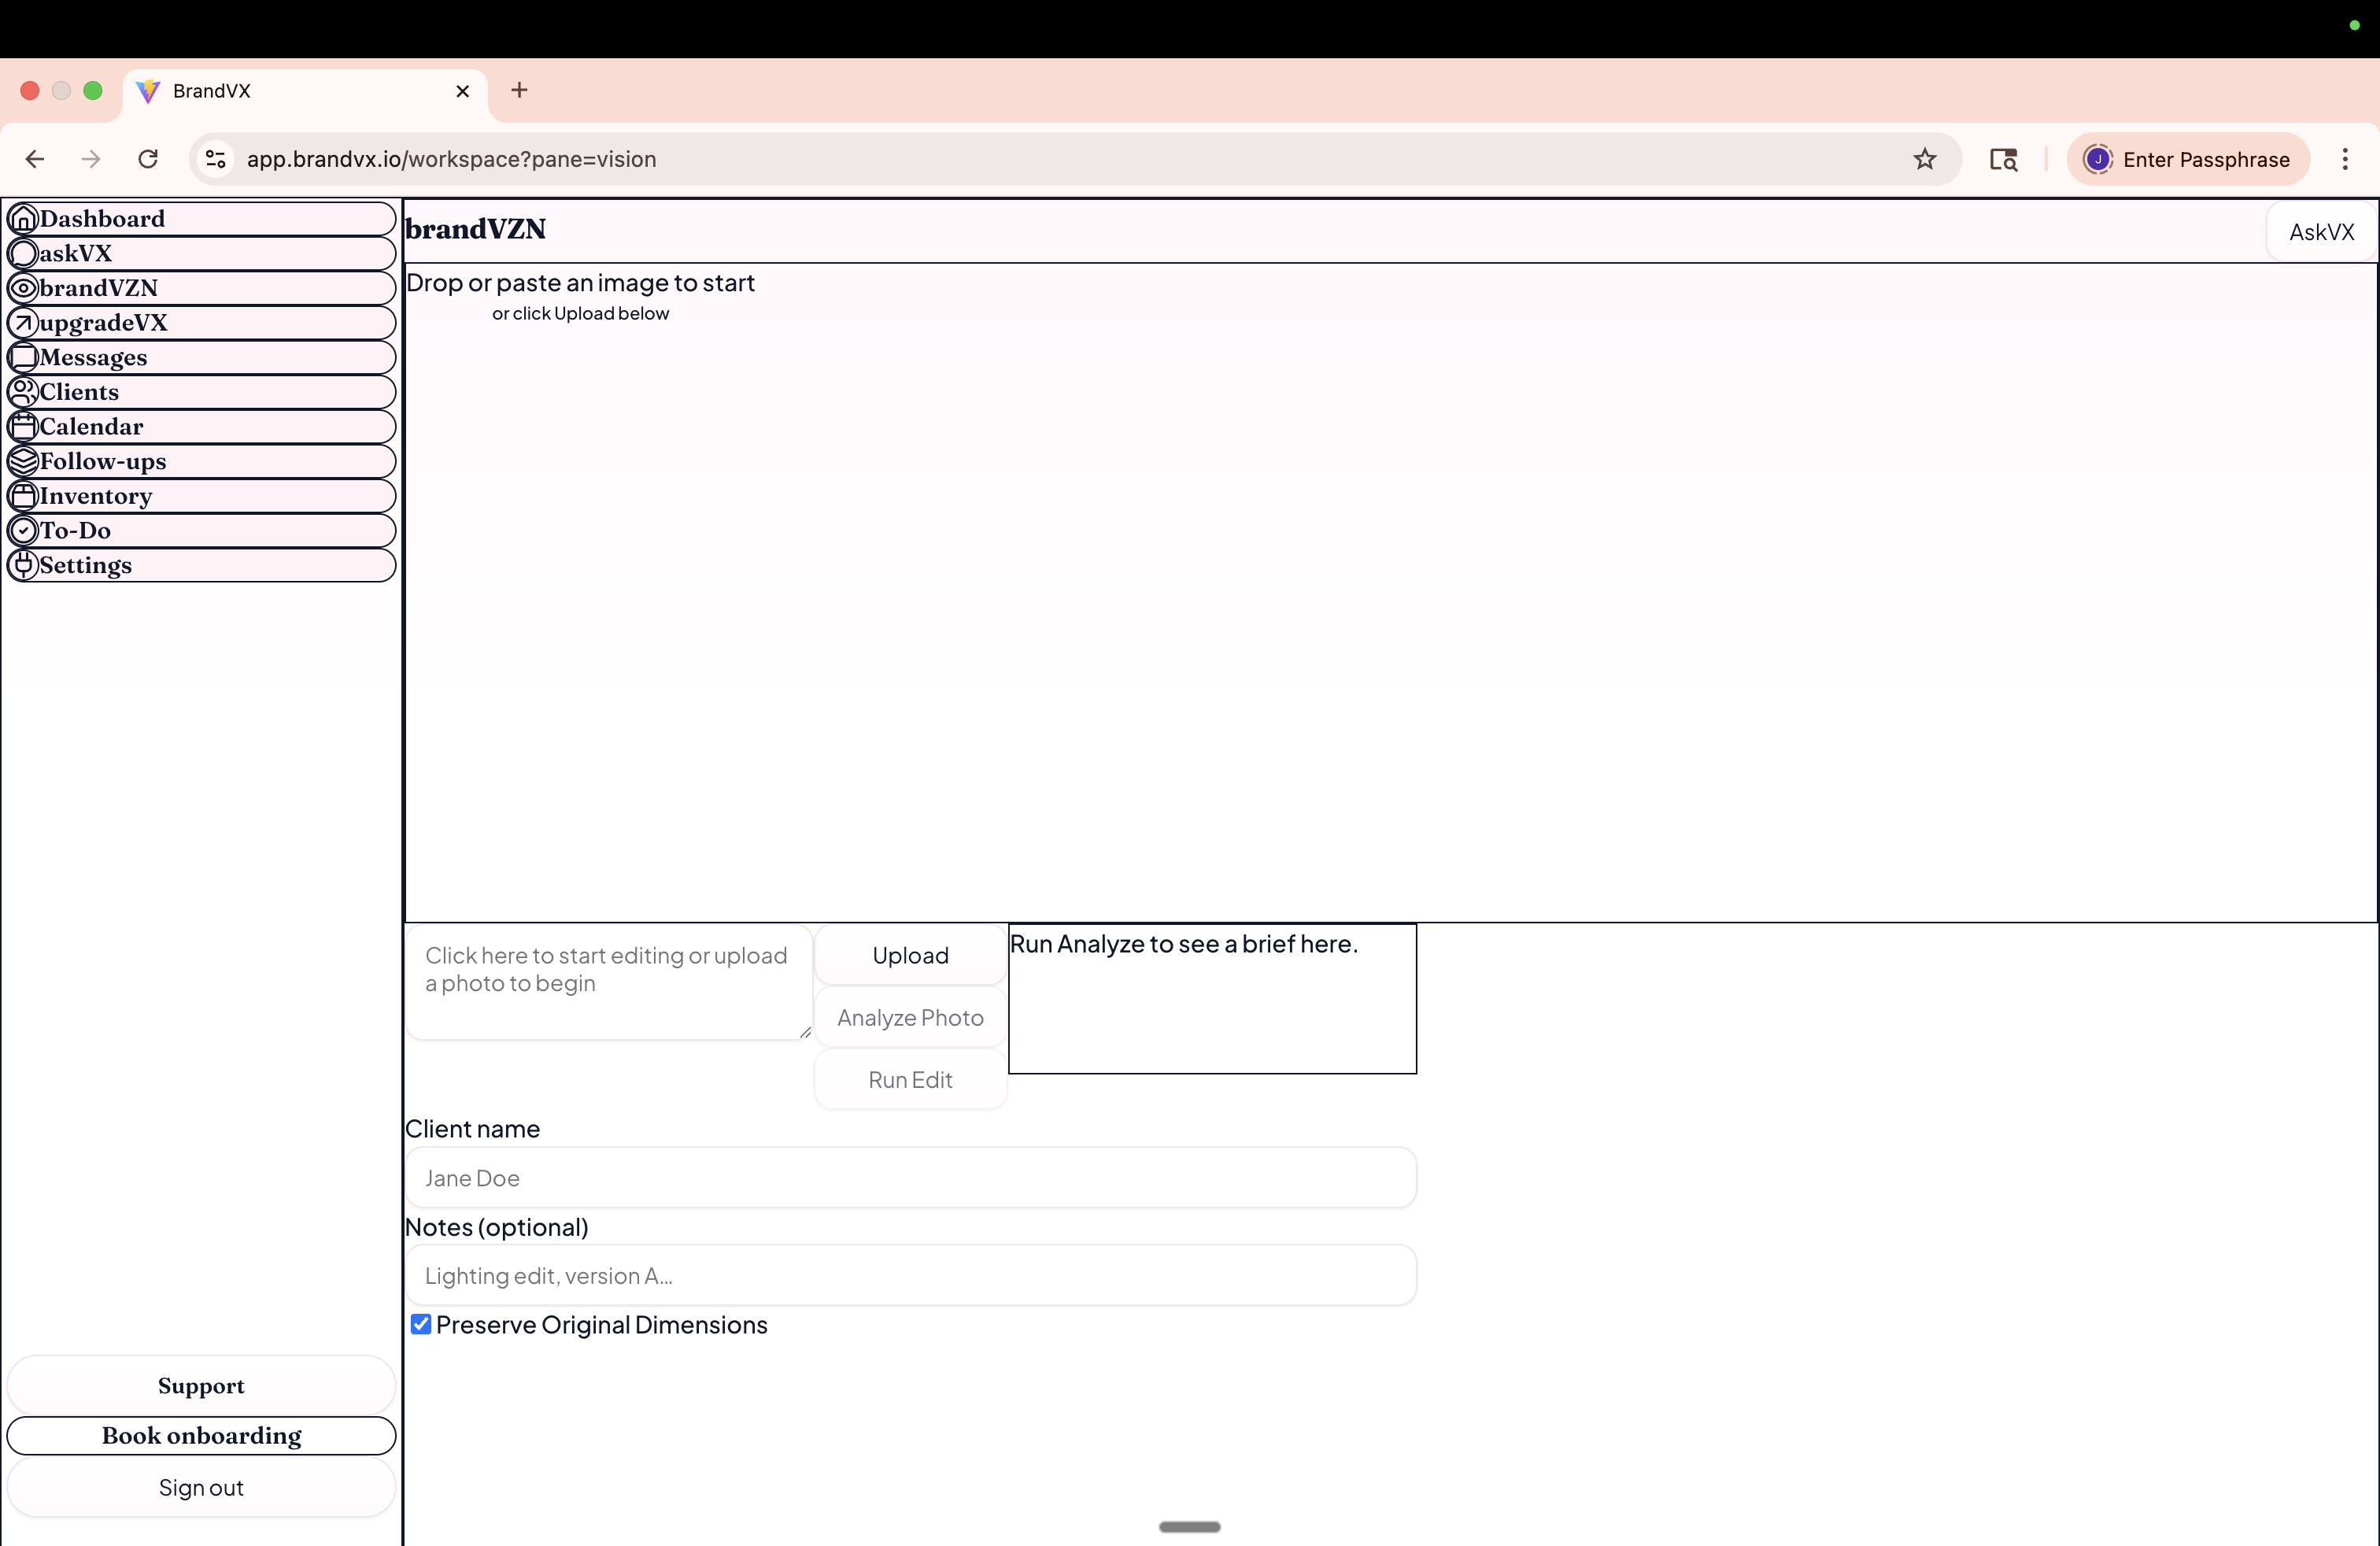 BrandVX
app.brandvx.io/workspace?pane=vision
J
Enter Passphrase
Dashboard
askVX
brandVZN
upgradeVX
Messages
Clients
Calendar
Follow-ups
Inventory
To-Do
Settings
Support
Book onboarding
Sign out
brandVZN
AskVX
Drop or paste an image to start
or click Upload below
Click here to start editing or upload
a photo to begin
Upload
Analyze Photo
Run Edit
Run Analyze to see a brief here.
Client name
Jane Doe
Notes (optional)
Lighting edit, version A…
Preserve Original Dimensions